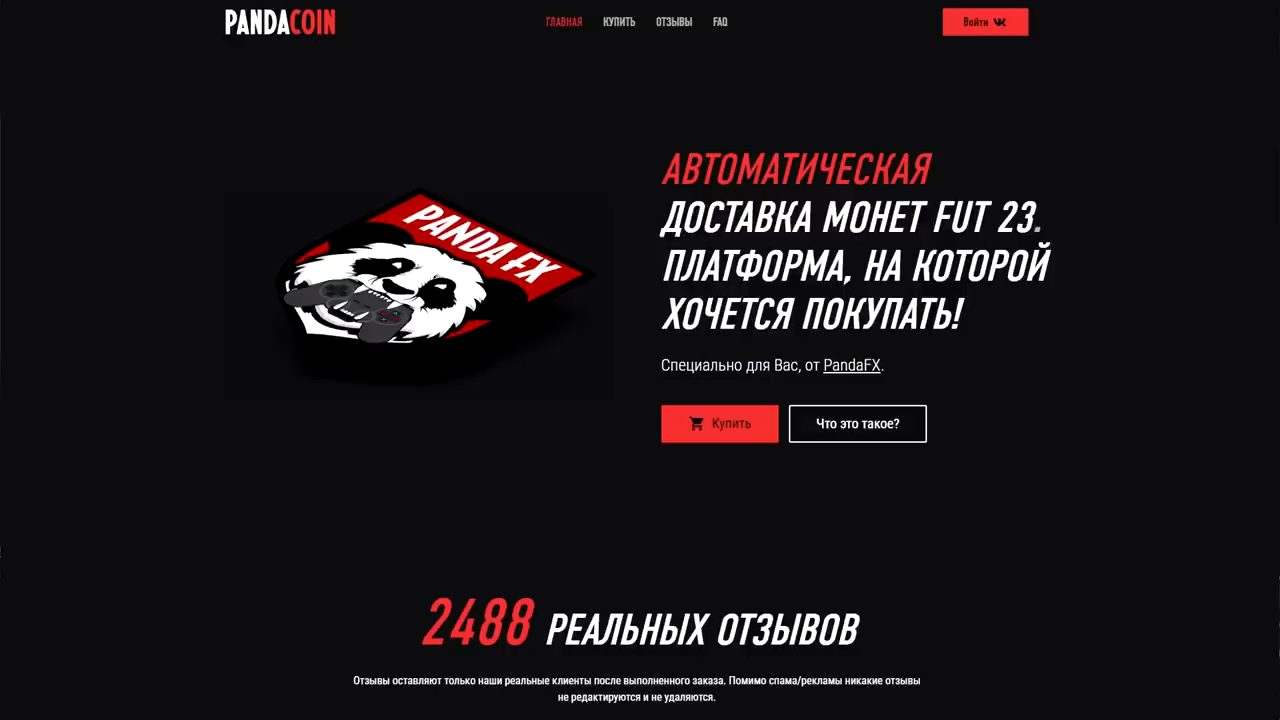 PANDACOIN
ГЛАВНАЯ КУПИТЬ ОТЗЫВЫ FAQ
Войти
PANDA FX
АВТОМАТИЧЕСКАЯ
ДОСТАВКА МОНЕТ FUT 23.
ПЛАТФОРМА, НА КОТОРОЙ
ХОЧЕТСЯ ПОКУПАТЬ!
Специально для Вас, от PandaFX.
Купить
Что это такое?
2488 РЕАЛЬНЫХ ОТЗЫВОВ
Отзывы оставляют только наши реальные клиенты после выполненного заказа. Помимо спама/рекламы никакие отзывы
не редактируются и не удаляются.